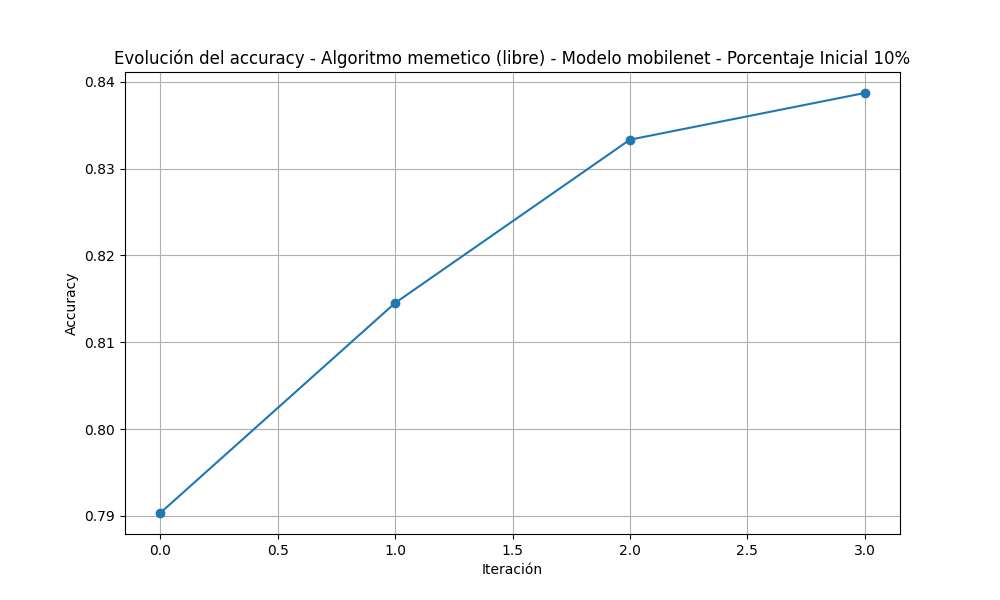 Evolución del accuracy - Algoritmo memetico (libre) - Modelo mobilenet - Porcentaje Inicial 10%
0.84
0.83
0.82
0.81
0.80
0.79
Accuracy
0.0 0.5 1.0 1.5 2.0 2.5 3.0
Iteración